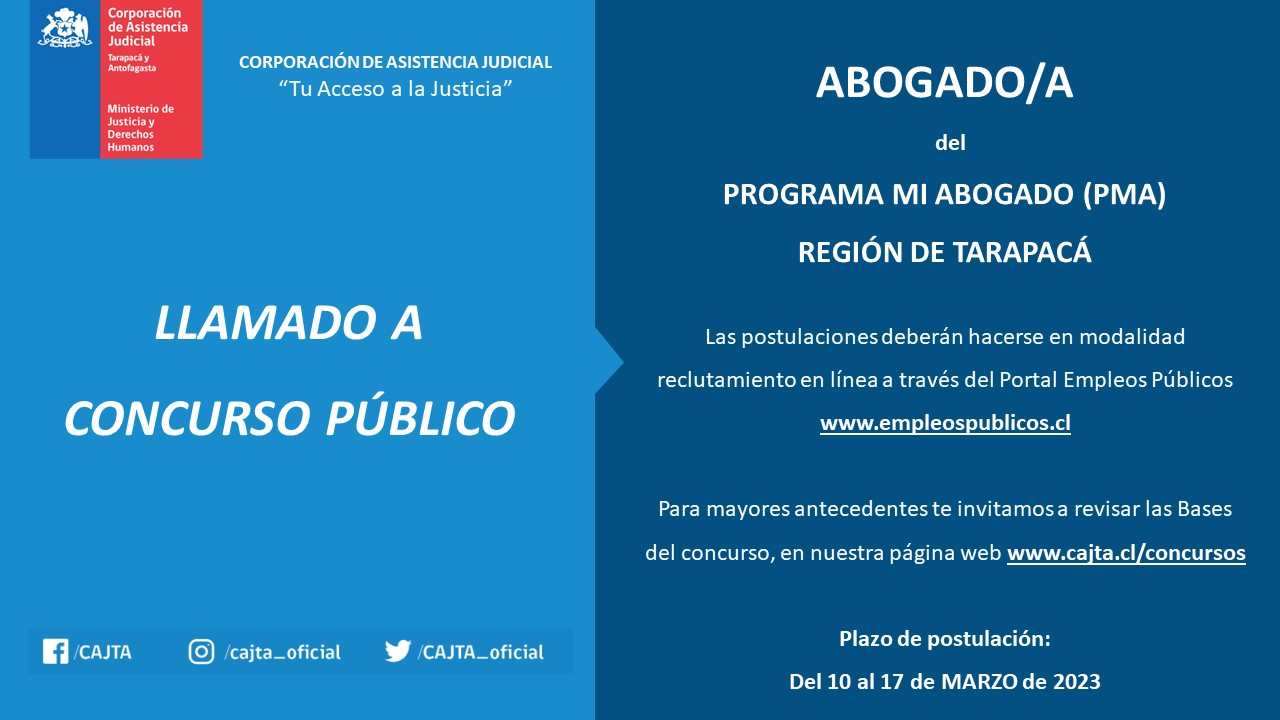 Corporación
de Asistencia
Judicial
Tarapacá y
Antofagasta
Ministerio de
Justicia y
Derechos
Humanos
CORPORACIÓN DE ASISTENCIA JUDICIAL
“Tu Acceso a la Justicia”
LLAMADO A
CONCURSO PÚBLICO
/CAJTA
/cajta_oficial
/CAJTA_oficial
ABOGADO/A
del
PROGRAMA MI ABOGADO (PMA)
REGIÓN DE TARAPACÁ
Las postulaciones deberán hacerse en modalidad
reclutamiento en línea a través del Portal Empleos Públicos
www.empleospublicos.cl
Para mayores antecedentes te invitamos a revisar las Bases
del concurso, en nuestra página web www.cajta.cl/concursos
Plazo de postulación:
Del 10 al 17 de MARZO de 2023